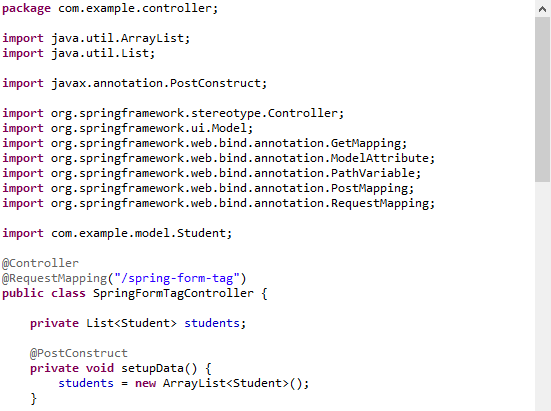 package com.example.controller;
import java.util.ArrayList;
import java.util.List;
import javax.annotation.PostConstruct;
import org.springframework.stereotype.Controller;
import org.springframework.ui.Model;
import org.springframework.web.bind.annotation.GetMapping;
import org.springframework.web.bind.annotation.ModelAttribute;
import org.springframework.web.bind.annotation.PathVariable;
import org.springframework.web.bind.annotation.PostMapping;
import org.springframework.web.bind.annotation.RequestMapping;
import com.example.model.Student;
@Controller
@RequestMapping("/spring-form-tag")
public class SpringFormTagController {
    private List<Student> students;
    @PostConstruct
    private void setupData() {
        students = new ArrayList<Student>();
    }